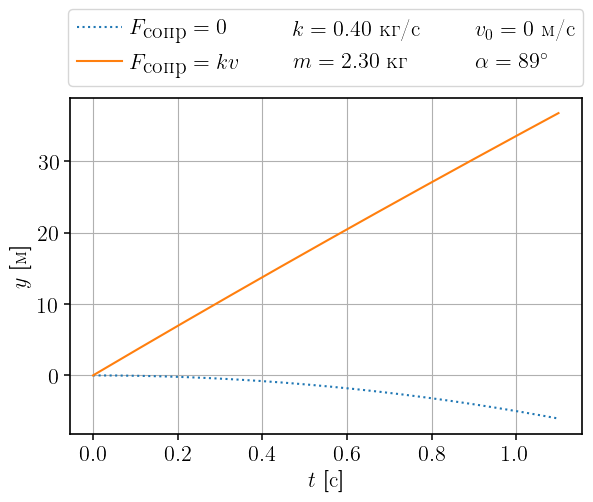 F_сопр = 0 k = 0.40 кг/с v_0 = 0 м/с
F_сопр = kv m = 2.30 кг α = 89°
30
20
10
0
y [м]
0.0 0.2 0.4 0.6 0.8 1.0
t [с]